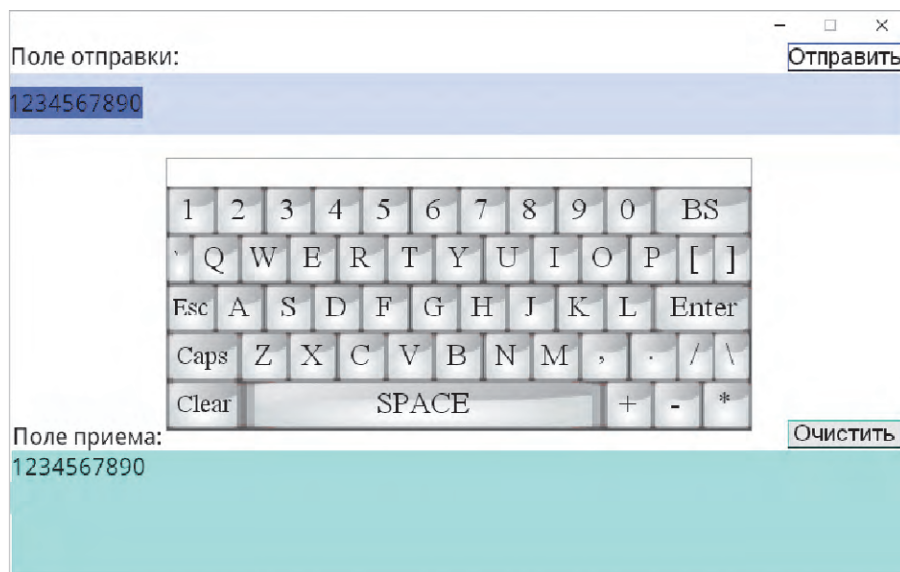 Поле отправки:
Отправить
1234567890
1 2 3 4 5 6 7 8 9 0 BS
` Q W E R T Y U I O P [ ]
Esc A S D F G H J K L Enter
Caps Z X C V B N M , . / \
Clear SPACE + - *
Поле приема:
Очистить
1234567890